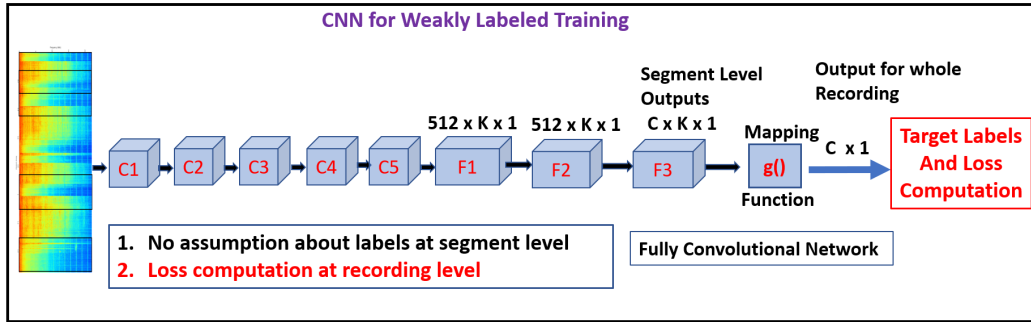 CNN for Weakly Labeled Training
Segment Level
Outputs
C x K x 1
Output for whole
Recording
512 x K x 1
512 x K x 1
Mapping
C x 1
C1
C2
C3
C4
C5
F1
F2
F3
g()
Function
Target Labels
And Loss
Computation
1. No assumption about labels at segment level
2. Loss computation at recording level
Fully Convolutional Network